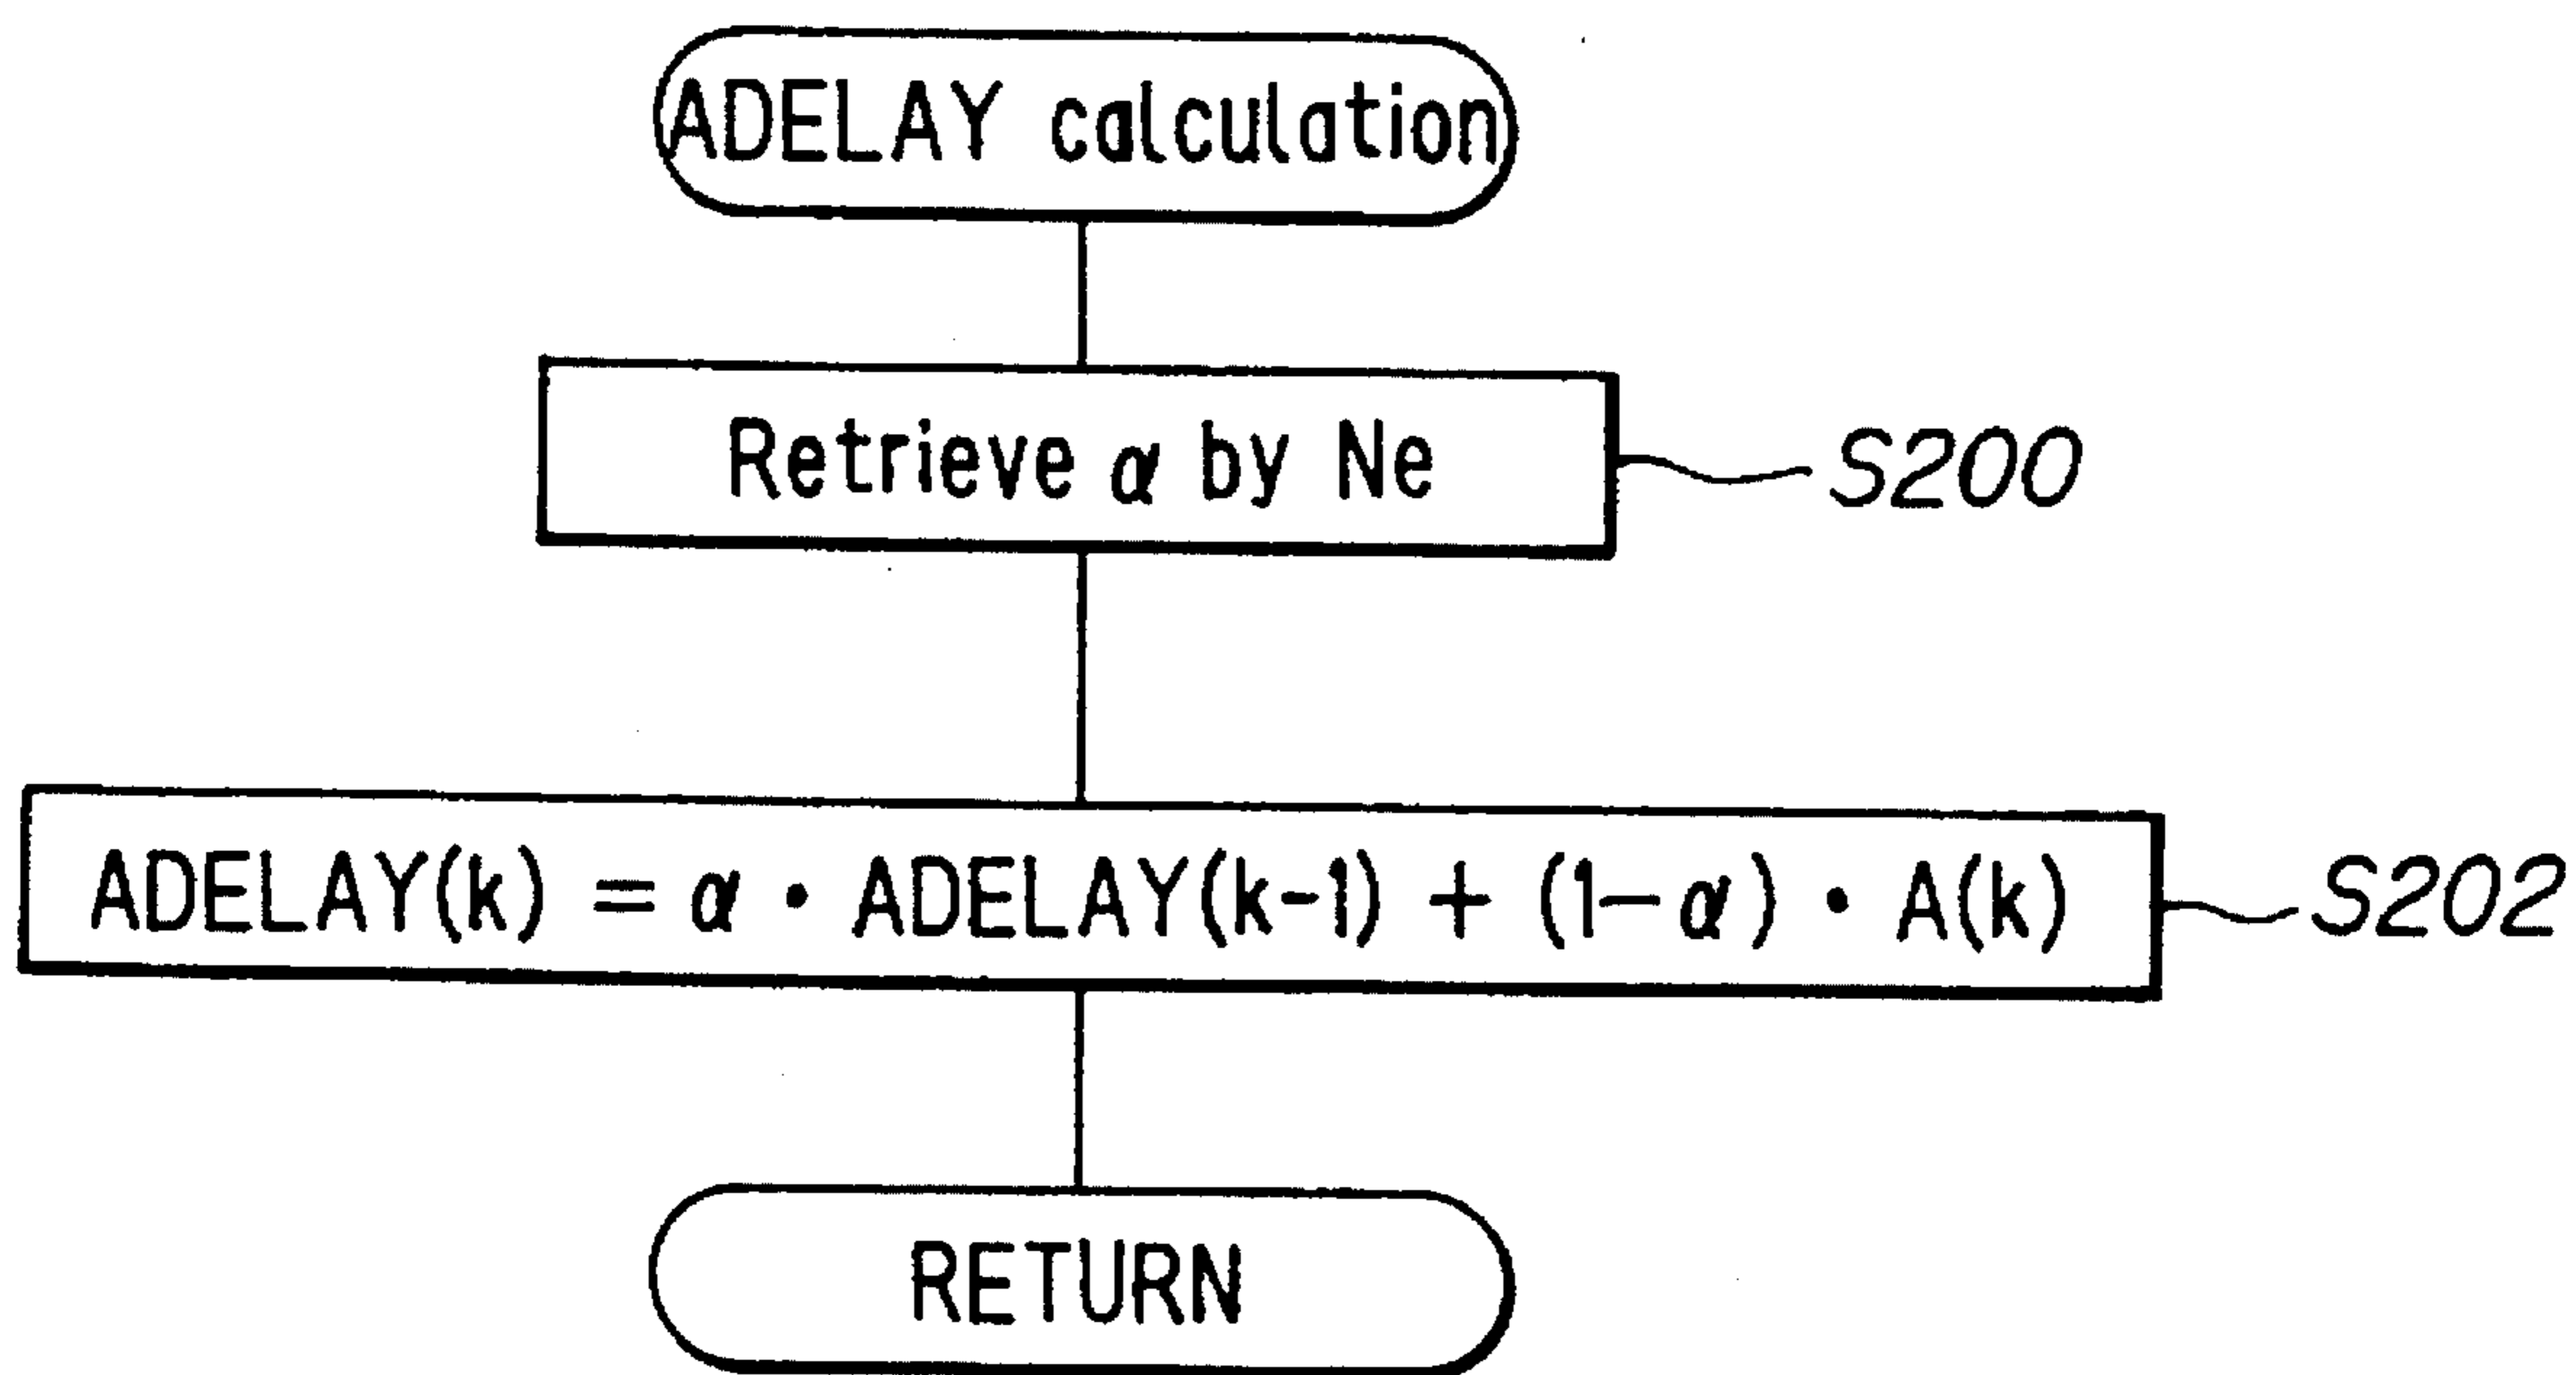 ADELAY calculation
Retrieve α by Ne
S200
ADELAY(k) = α · ADELAY(k-1) + (1-α) · A(k)
S202
RETURN